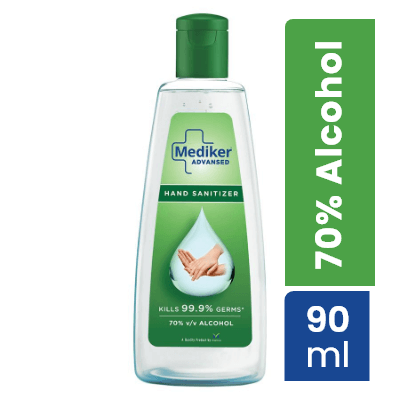 Mediker
ADVANSED
HAND SANITIZER
KILLS 99.9% GERMS*
70% v/v ALCOHOL
70% Alcohol
90
ml